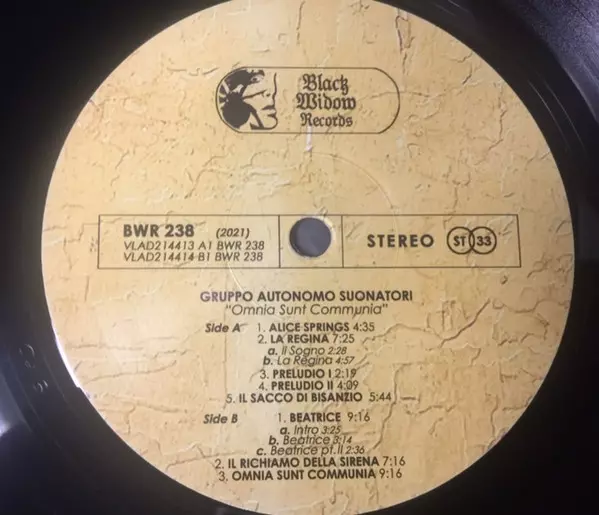 Black
Widow
Records
BWR 238 (2021)
VLAD214413 A1 BWR 238
VLAD214414 B1 BWR 238
STEREO
ST 33
GRUPPO AUTONOMO SUONATORI
"Omnia Sunt Communia"
Side A 1. ALICE SPRINGS 4:35
2. LA REGINA 7:25
a. Il Sogno 2:28
b. La Regina 4:57
3. PRELUDIO I 2:19
4. PRELUDIO II 4:09
5. IL SACCO DI BISANZIO 5:44
Side B 1. BEATRICE 9:16
a. Intro 3:25
b. Beatrice 3:14
c. Beatrice pt.II 2:36
2. IL RICHIAMO DELLA SIRENA 7:16
3. OMNIA SUNT COMMUNIA 9:16